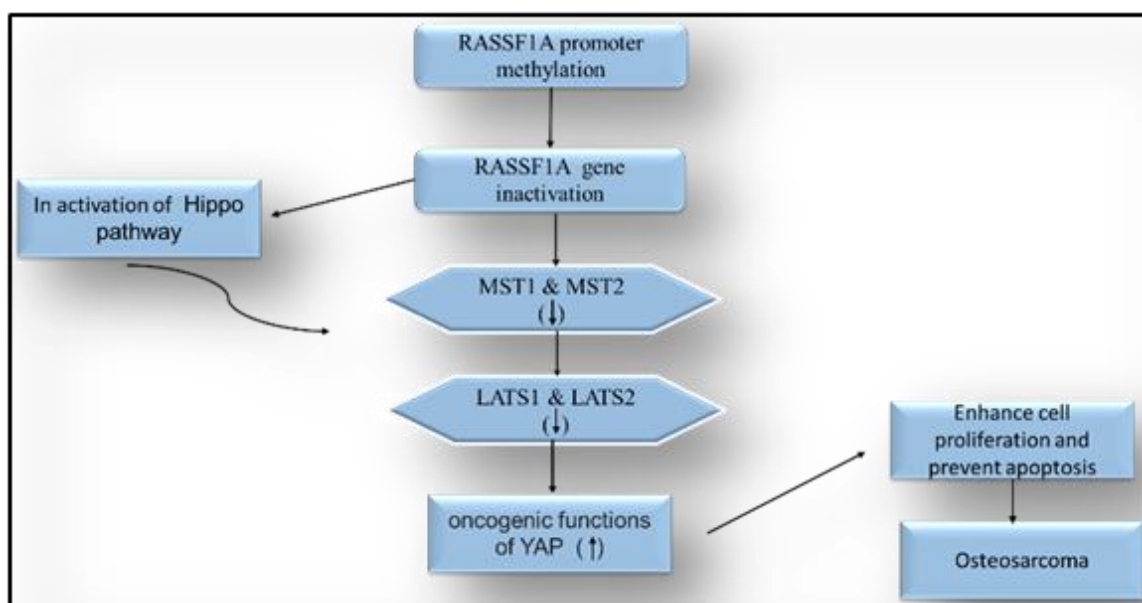 RASSF1A promoter
methylation
RASSF1A gene
inactivation
In activation of Hippo
pathway
MST1 & MST2
(↓)
LATS1 & LATS2
(↓)
oncogenic functions
of YAP (↑)
Enhance cell
proliferation and
prevent apoptosis
Osteosarcoma